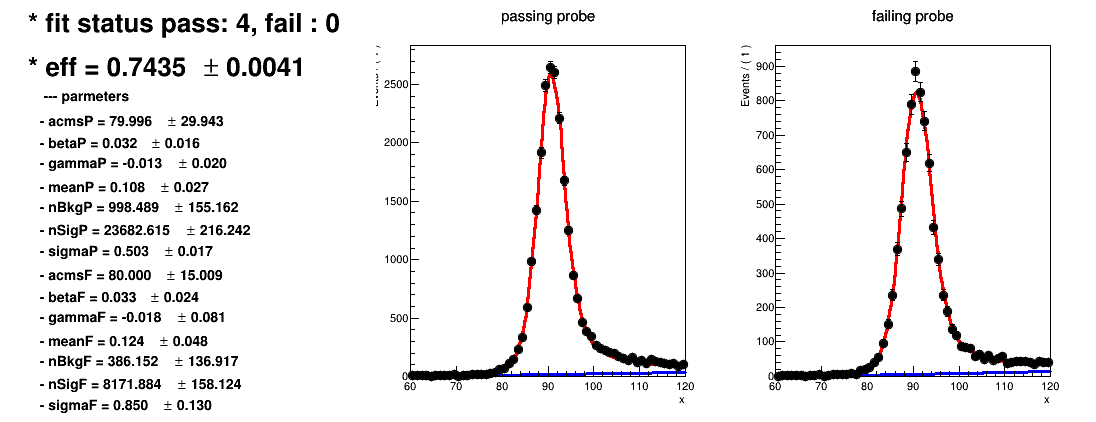 * fit status pass: 4, fail : 0
* eff = 0.7435 ± 0.0041
--- parmeters
- acmsP = 79.996 ± 29.943
- betaP = 0.032 ± 0.016
- gammaP = -0.013 ± 0.020
- meanP = 0.108 ± 0.027
- nBkgP = 998.489 ± 155.162
- nSigP = 23682.615 ± 216.242
- sigmaP = 0.503 ± 0.017
- acmsF = 80.000 ± 15.009
- betaF = 0.033 ± 0.024
- gammaF = -0.018 ± 0.081
- meanF = 0.124 ± 0.048
- nBkgF = 386.152 ± 136.917
- nSigF = 8171.884 ± 158.124
- sigmaF = 0.850 ± 0.130
passing probe
2500
2000
1500
1000
500
0
60 70 80 90 100 110 120
x
failing probe
Events / ( 1 )
900
800
700
600
500
400
300
200
100
0
60 70 80 90 100 110 120
x